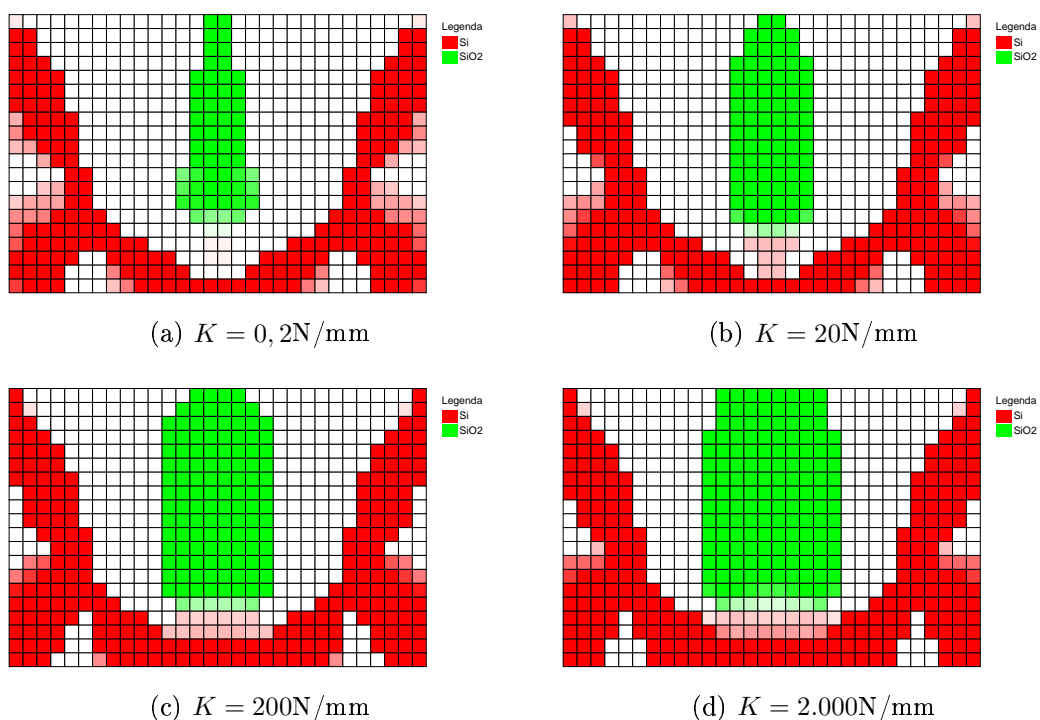 Legenda
Si
SiO2
Legenda
Si
SiO2
(a) K = 0, 2N/mm
(b) K = 20N/mm
Legenda
Si
SiO2
Legenda
Si
SiO2
(c) K = 200N/mm
(d) K = 2.000N/mm